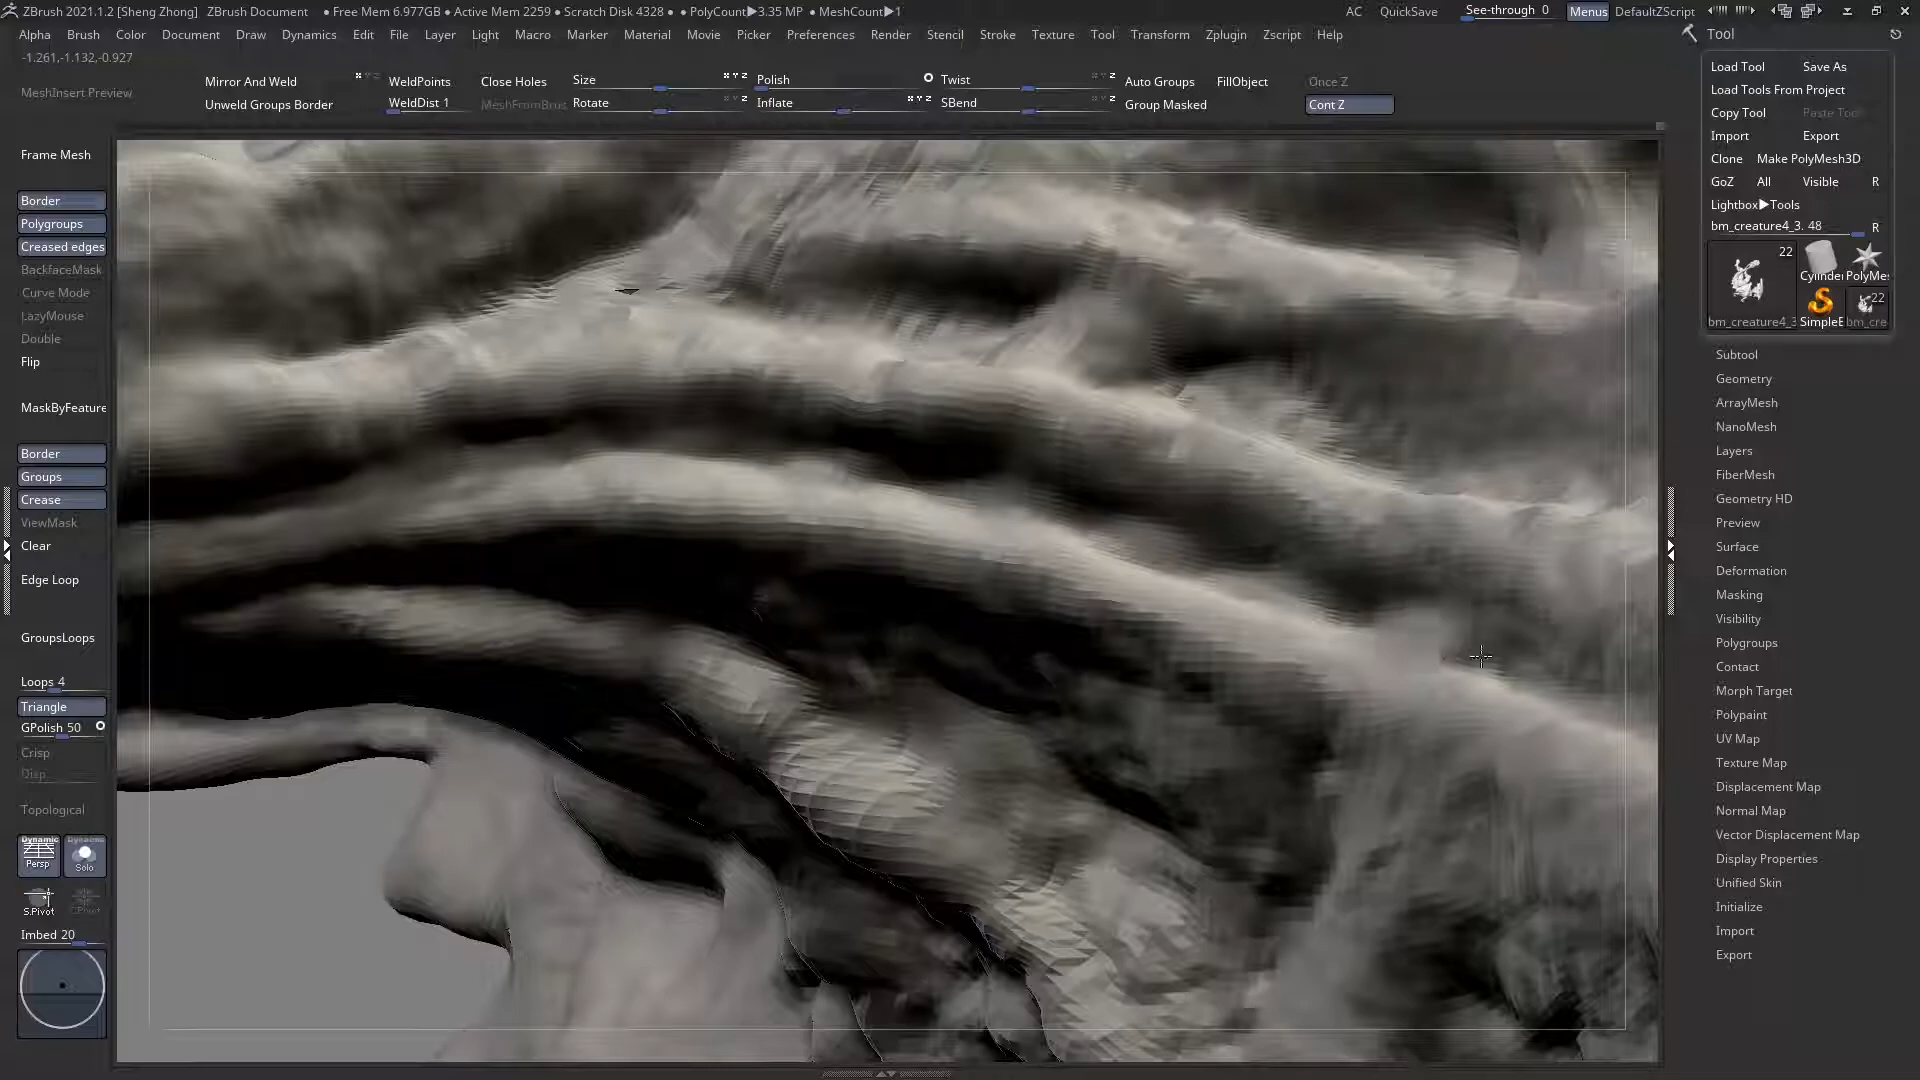 ZBrush 2021.1.2 [Sheng Zhong] ZBrush Document • Free Mem 6.977GB • Active Mem 2259 • Scratch Disk 4328 • • PolyCount▶3.35 MP • MeshCount▶1 AC QuickSave See-through 0 Menus DefaultZScript
Alpha Brush Color Document Draw Dynamics Edit File Layer Light Macro Marker Material Movie Picker Preferences Render Stencil Stroke Texture Tool Transform Zplugin Zscript Help
Tool
-1.261,-1.132,-0.927
MeshInsert Preview
Mirror And Weld WeldPoints Close Holes Size Polish Twist Auto Groups FillObject Once Z
Unweld Groups Border WeldDist 1 MeshFromBrus Rotate Inflate SBend Group Masked Cont Z
Frame Mesh
Border
Polygroups
Creased edges
BackfaceMask
Curve Mode
LazyMouse
Double
Flip
MaskByFeature
Border
Groups
Crease
ViewMask
Clear
Edge Loop
GroupsLoops
Loops 4
Triangle
GPolish 50
Crisp
Disp
Topological
Dynamic
Persp
Solo
S.Pivot
Imbed 20
Load Tool Save As
Load Tools From Project
Copy Tool Paste Too
Import Export
Clone Make PolyMesh3D
GoZ All Visible R
Lightbox▶Tools
bm_creature4_3. 48 R
22
Cylinder PolyMes
22
bm_creature4_3 SimpleE bm_cre
Subtool
Geometry
ArrayMesh
NanoMesh
Layers
FiberMesh
Geometry HD
Preview
Surface
Deformation
Masking
Visibility
Polygroups
Contact
Morph Target
Polypaint
UV Map
Texture Map
Displacement Map
Normal Map
Vector Displacement Map
Display Properties
Unified Skin
Initialize
Import
Export